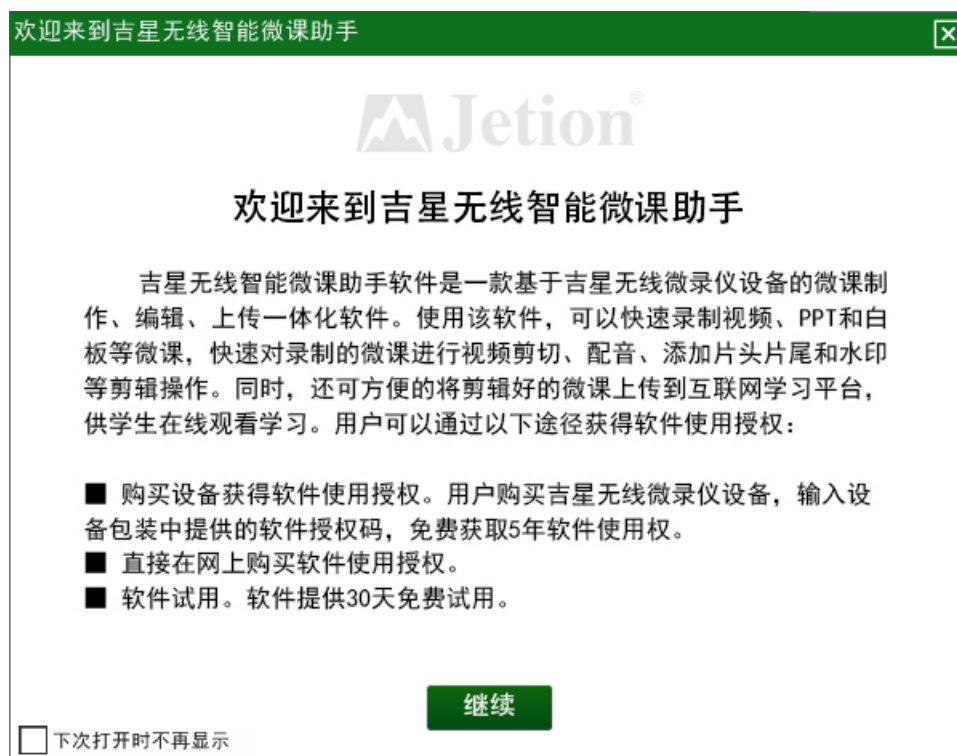 欢迎来到吉星无线智能微课助手
Jetion®
欢迎来到吉星无线智能微课助手
吉星无线智能微课助手软件是一款基于吉星无线微录仪设备的微课制
作、编辑、上传一体化软件。使用该软件，可以快速录制视频、PPT和白
板等微课，快速对录制的微课进行视频剪切、配音、添加片头片尾和水印
等剪辑操作。同时，还可方便的将剪辑好的微课上传到互联网学习平台，
供学生在线观看学习。用户可以通过以下途径获得软件使用授权：
■ 购买设备获得软件使用授权。用户购买吉星无线微录仪设备，输入设
备包装中提供的软件授权码，免费获取5年软件使用权。
■ 直接在网上购买软件使用授权。
■ 软件试用。软件提供30天免费试用。
继续
下次打开时不再显示